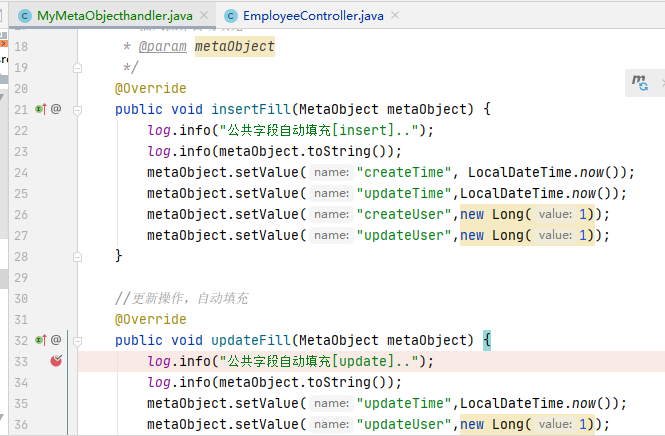 MyMetaObjecthandler.java × EmployeeController.java ×
18 * @param metaObject
19 */
20 @Override
21 public void insertFill(MetaObject metaObject) {
22 log.info("公共字段自动填充[insert]..");
23 log.info(metaObject.toString());
24 metaObject.setValue( name: "createTime", LocalDateTime.now());
25 metaObject.setValue( name: "updateTime",LocalDateTime.now());
26 metaObject.setValue( name: "createUser",new Long( value: 1));
27 metaObject.setValue( name: "updateUser",new Long( value: 1));
28 }
29
30 //更新操作，自动填充
31 @Override
32 public void updateFill(MetaObject metaObject) {
33 log.info("公共字段自动填充[update]..");
34 log.info(metaObject.toString());
35 metaObject.setValue( name: "updateTime",LocalDateTime.now());
36 metaObject.setValue( name: "updateUser",new Long( value: 1));